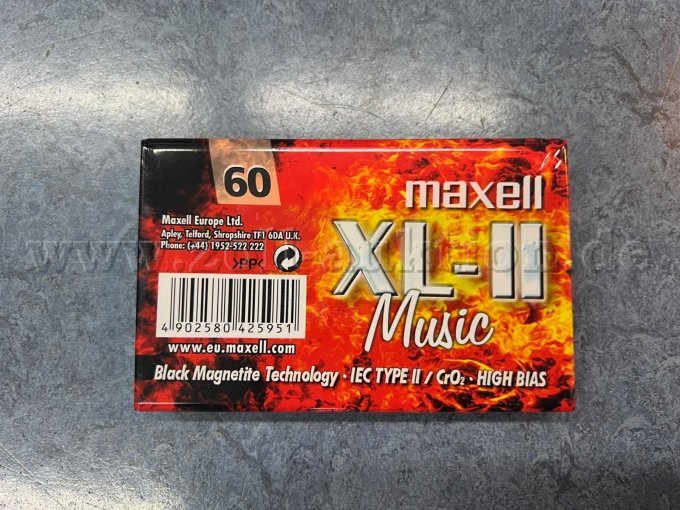 60
maxell
Maxell Europe Ltd.
Apley, Telford, Shropshire TF1 6DA U.K.
Phone: (+44) 1952-522 222
>PP<
XL-II
Music
4 902580 425951
www.eu.maxell.com
Black Magnetite Technology · IEC TYPE II / CrO₂ · HIGH BIAS